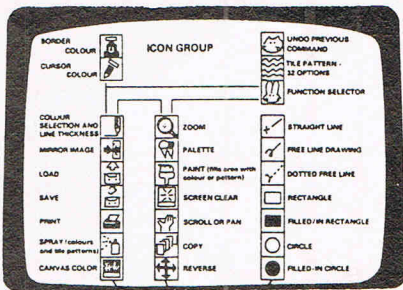 BORDER
COLOUR
CURSOR
COLOUR
ICON GROUP
UNDO PREVIOUS
COMMAND
TILE PATTERN -
32 OPTIONS
FUNCTION SELECTOR
COLOUR
SELECTION AND
LINE THICKNESS
MIRROR IMAGE
LOAD
SAVE
PRINT
SPRAY (colours
and tile patterns)
CANVAS COLOR
ZOOM
PALETTE
PAINT (fills area with
colour or pattern)
SCREEN CLEAR
SCROLL OR PAN
COPY
REVERSE
STRAIGHT LINE
FREE LINE DRAWING
DOTTED FREE LINE
RECTANGLE
FILLED/IN RECTANGLE
CIRCLE
FILLED-IN CIRCLE